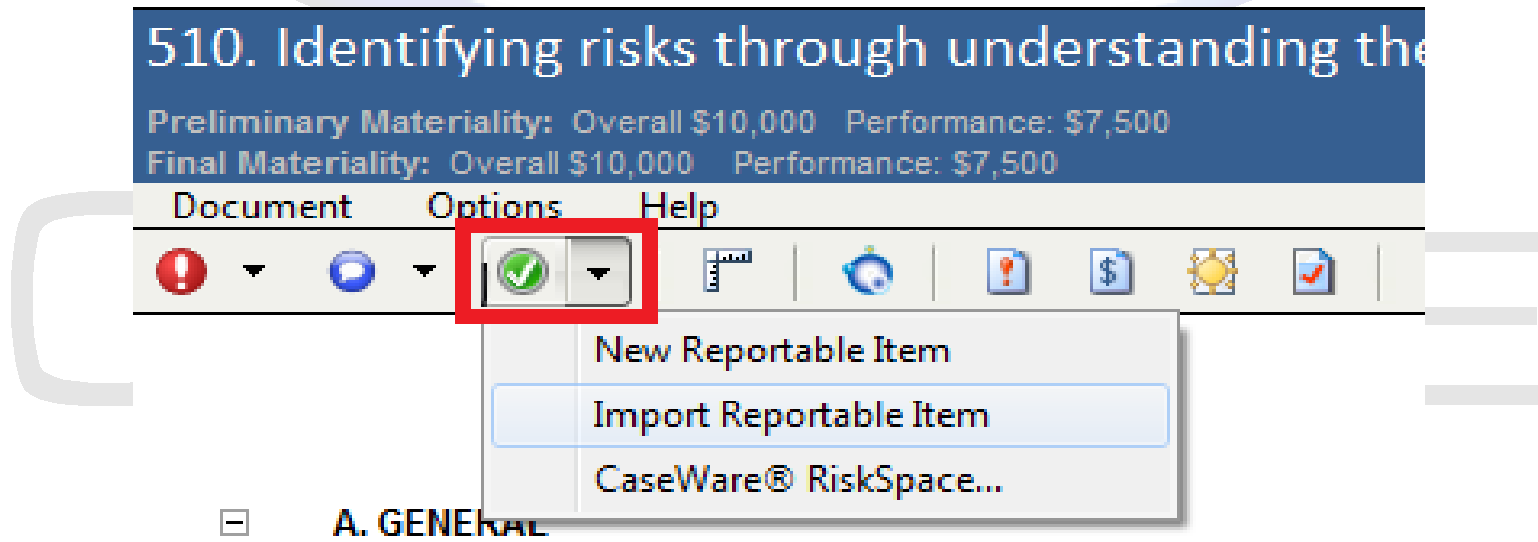 510. Identifying risks through understanding the
Preliminary Materiality: Overall $10,000 Performance: $7,500
Final Materiality: Overall $10,000 Performance: $7,500
Document Options Help
New Reportable Item
Import Reportable Item
CaseWare® RiskSpace...
A. GENERAL